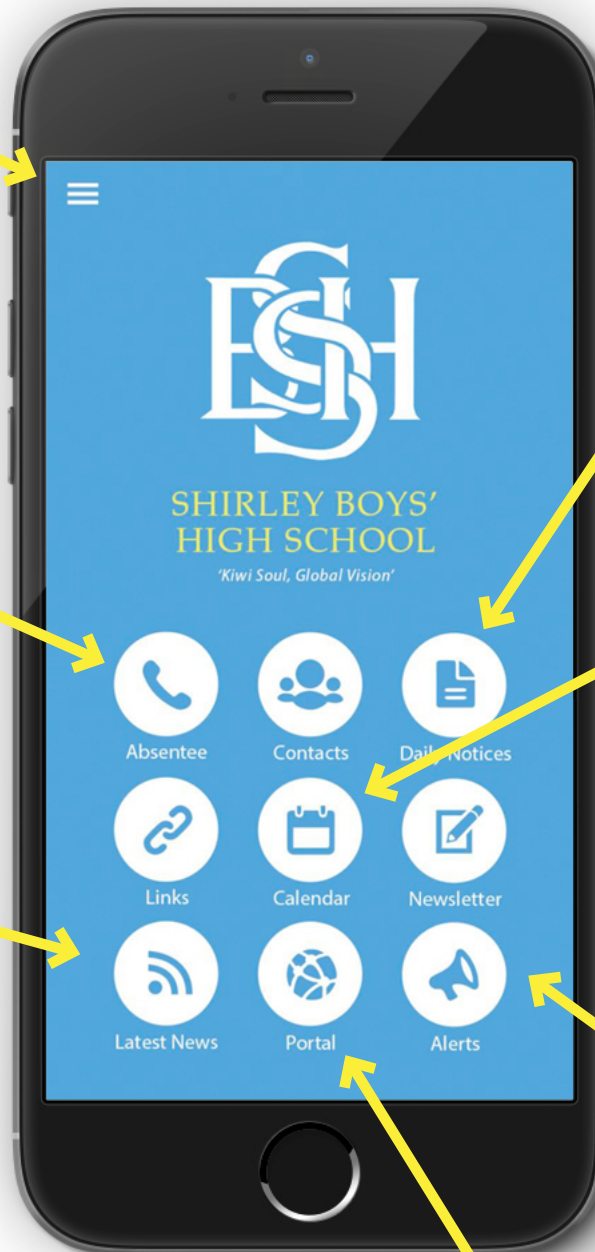 SBHS
SHIRLEY BOYS'
HIGH SCHOOL
'Kiwi Soul, Global Vision'
Absentee Contacts Daily Notices
Links Calendar Newsletter
Latest News Portal Alerts